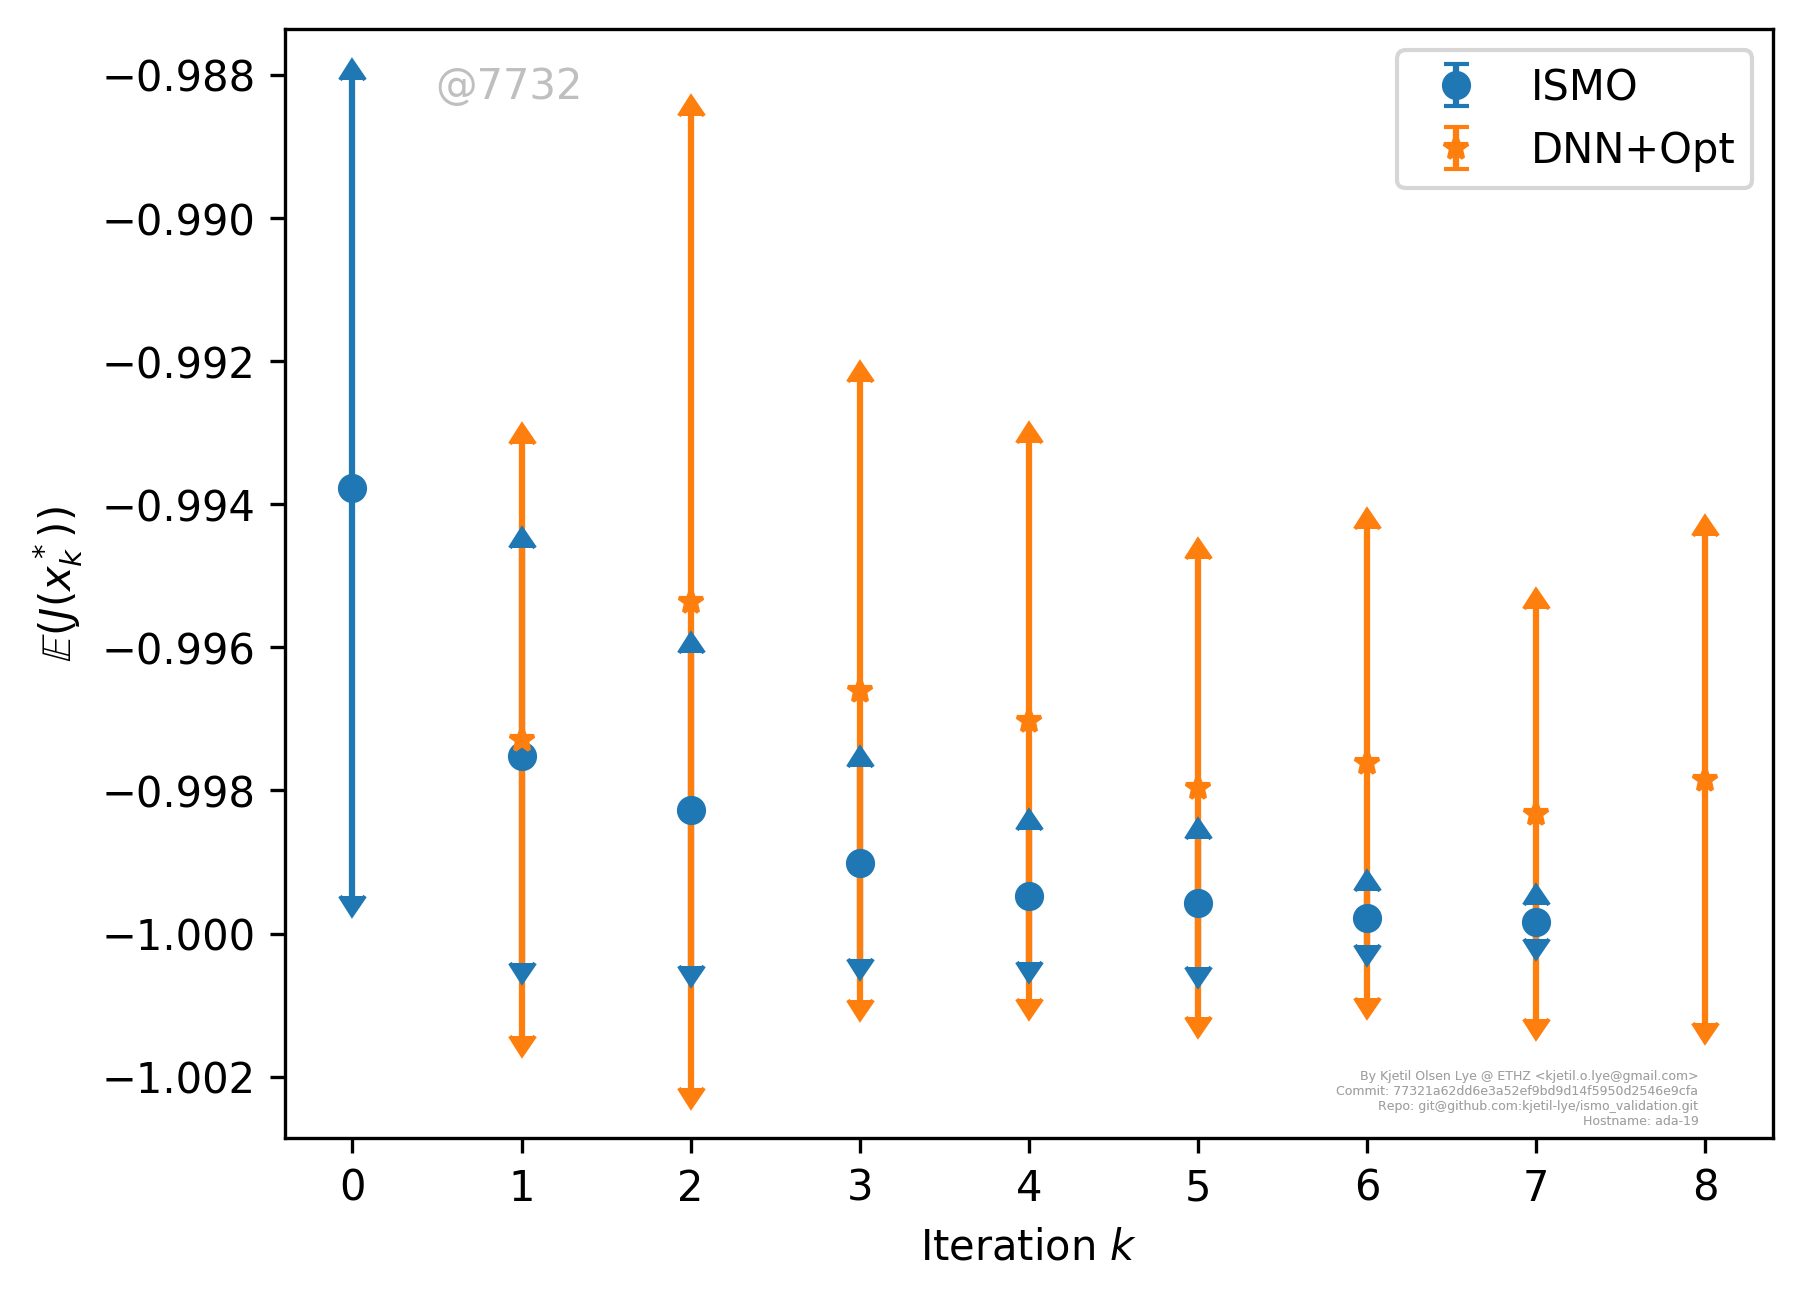 @7732
ISMO
DNN+Opt
−0.988
−0.990
−0.992
−0.994
−0.996
−0.998
−1.000
−1.002
𝔼(J(x*k))
By Kjetil Olsen Lye @ ETHZ <kjetil.o.lye@gmail.com>
Commit: 77321a62dd6e3a52ef9bd9d14f5950d2546e9cfa
Repo: git@github.com:kjetil-lye/ismo_validation.git
Hostname: ada-19
0 1 2 3 4 5 6 7 8
Iteration k